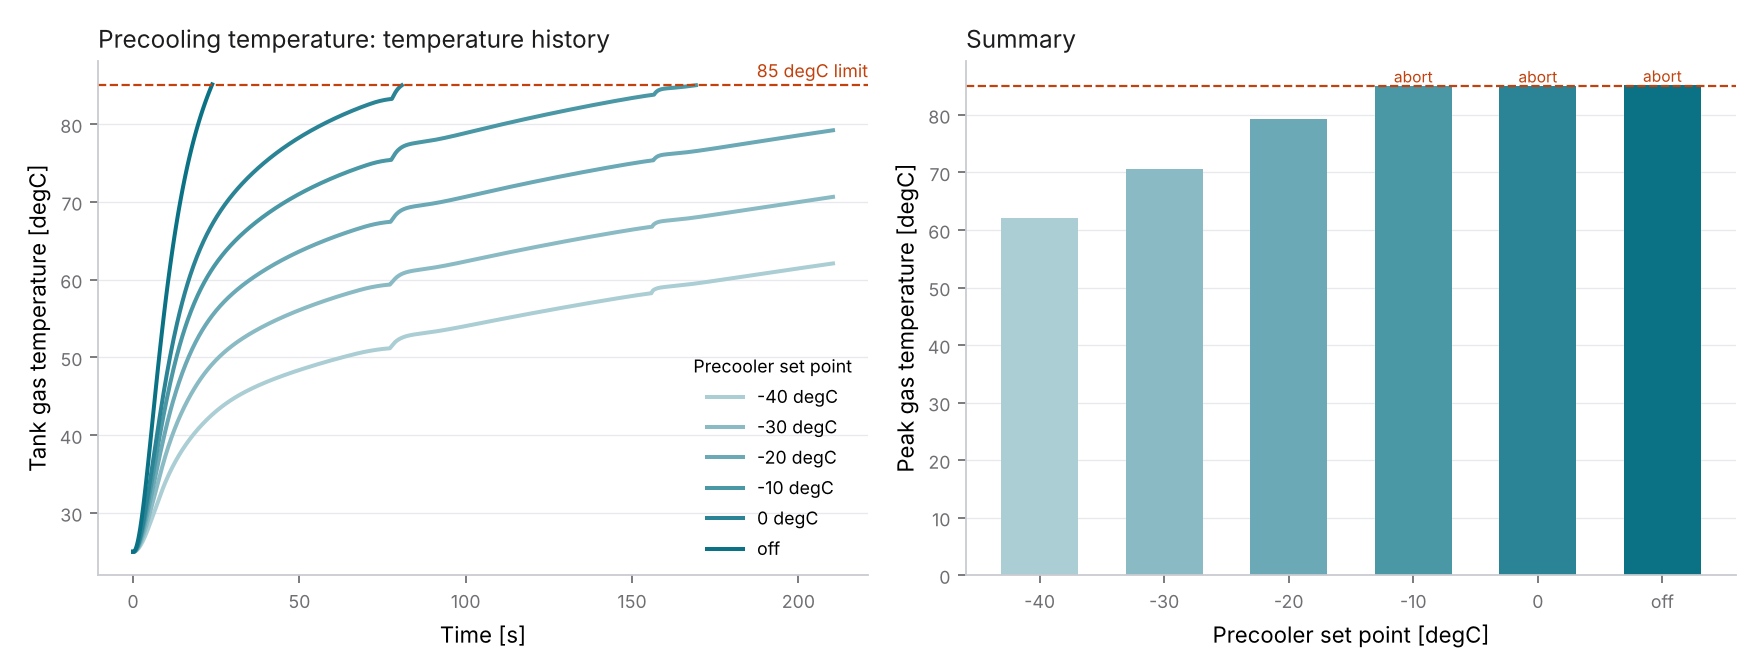 Precooling temperature: temperature history
85 degC limit
Tank gas temperature [degC]
80
70
60
50
40
30
0
50
100
150
200
Time [s]
Precooler set point
-40 degC
-30 degC
-20 degC
-10 degC
0 degC
off
Summary
abort
abort
abort
Peak gas temperature [degC]
80
70
60
50
40
30
20
10
0
-40
-30
-20
-10
0
off
Precooler set point [degC]